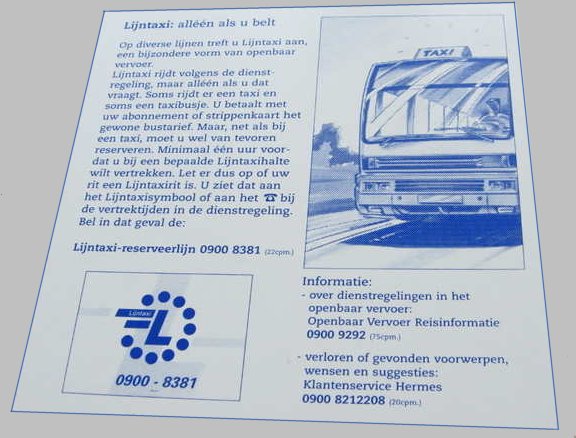 Lijntaxi: alléén als u belt
Op diverse lijnen treft u Lijntaxi aan,
een bijzondere vorm van openbaar
vervoer.
Lijntaxi rijdt volgens de dienst-
regeling, maar alléén als u dat
vraagt. Soms rijdt er een taxi en
soms een taxibusje. U betaalt met
uw abonnement of strippenkaart het
gewone bustarief. Maar, net als bij
een taxi, moet u wel van tevoren
reserveren. Minimaal één uur voor-
dat u bij een bepaalde Lijntaxihalte
wilt vertrekken. Let er dus op of uw
rit een Lijntaxirit is. U ziet dat aan
het Lijntaxisymbool of aan het ☎ bij
de vertrektijden in de dienstregeling.
Bel in dat geval de:
Lijntaxi-reserveerlijn 0900 8381 (22cpm.)
Lijntaxi
L
0900 - 8381
TAXI
Informatie:
- over dienstregelingen in het
openbaar vervoer:
Openbaar Vervoer Reisinformatie
0900 9292 (75cpm.)
- verloren of gevonden voorwerpen,
wensen en suggesties:
Klantenservice Hermes
0900 8212208 (20cpm.)